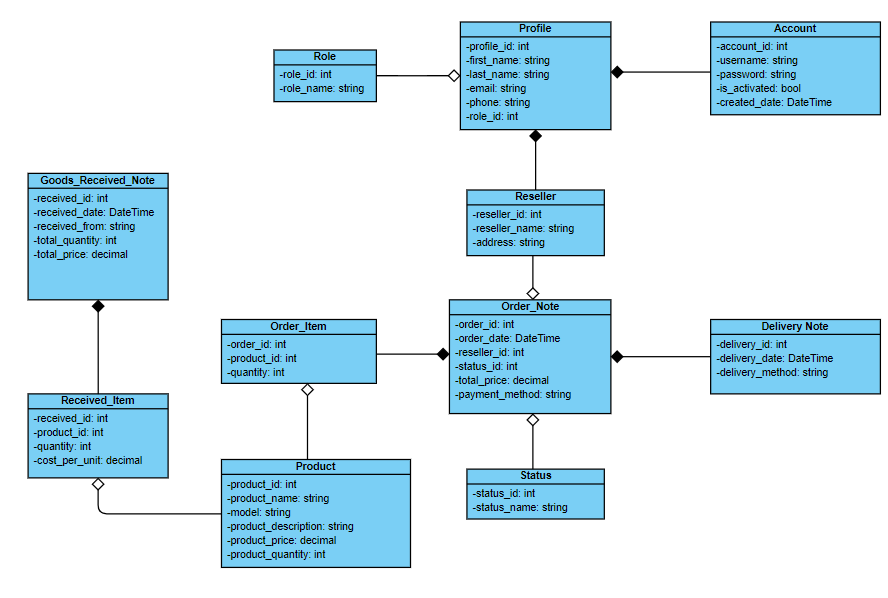 Role
-role_id: int
-role_name: string
Profile
-profile_id: int
-first_name: string
-last_name: string
-email: string
-phone: string
-role_id: int
Account
-account_id: int
-username: string
-password: string
-is_activated: bool
-created_date: DateTime
Goods_Received_Note
-received_id: int
-received_date: DateTime
-received_from: string
-total_quantity: int
-total_price: decimal
Reseller
-reseller_id: int
-reseller_name: string
-address: string
Order_Item
-order_id: int
-product_id: int
-quantity: int
Order_Note
-order_id: int
-order_date: DateTime
-reseller_id: int
-status_id: int
-total_price: decimal
-payment_method: string
Delivery Note
-delivery_id: int
-delivery_date: DateTime
-delivery_method: string
Received_Item
-received_id: int
-product_id: int
-quantity: int
-cost_per_unit: decimal
Product
-product_id: int
-product_name: string
-model: string
-product_description: string
-product_price: decimal
-product_quantity: int
Status
-status_id: int
-status_name: string